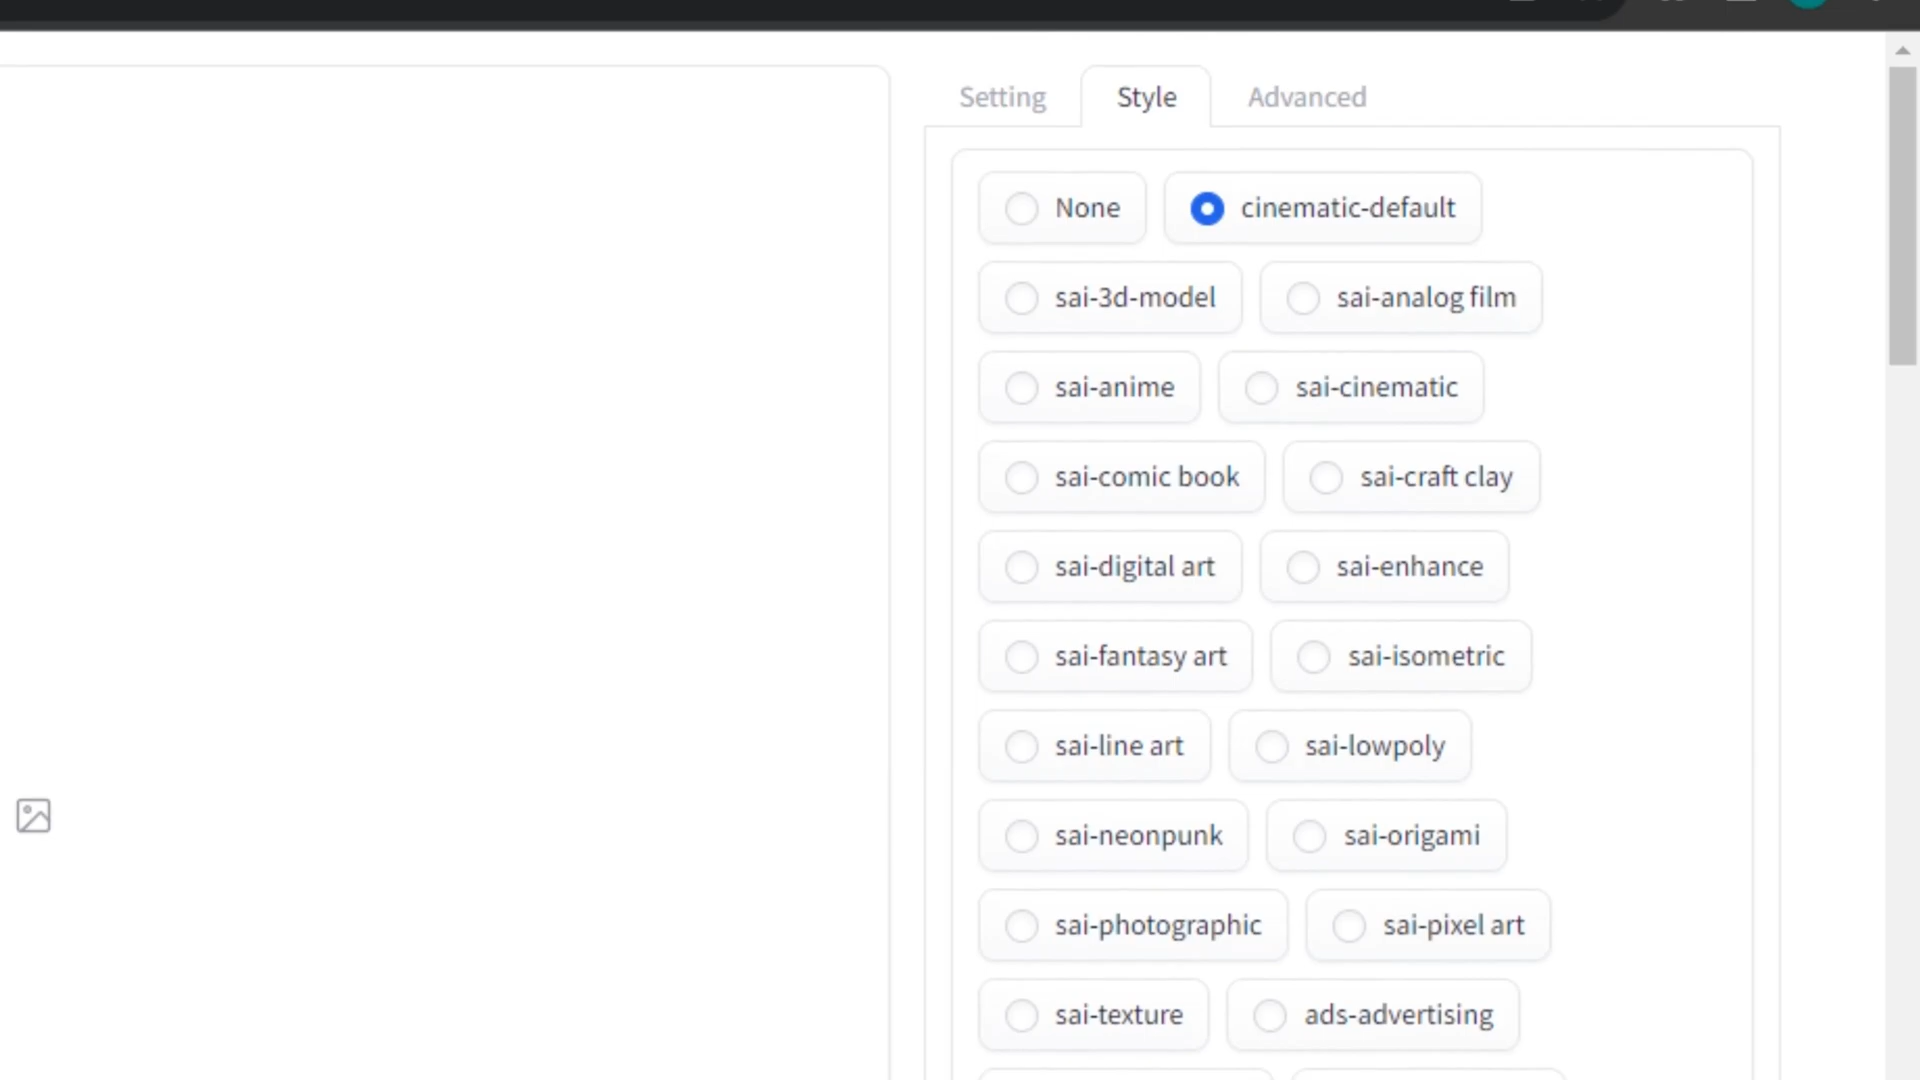 Setting Style Advanced
None cinematic-default
sai-3d-model sai-analog film
sai-anime sai-cinematic
sai-comic book sai-craft clay
sai-digital art sai-enhance
sai-fantasy art sai-isometric
sai-line art sai-lowpoly
sai-neonpunk sai-origami
sai-photographic sai-pixel art
sai-texture ads-advertising